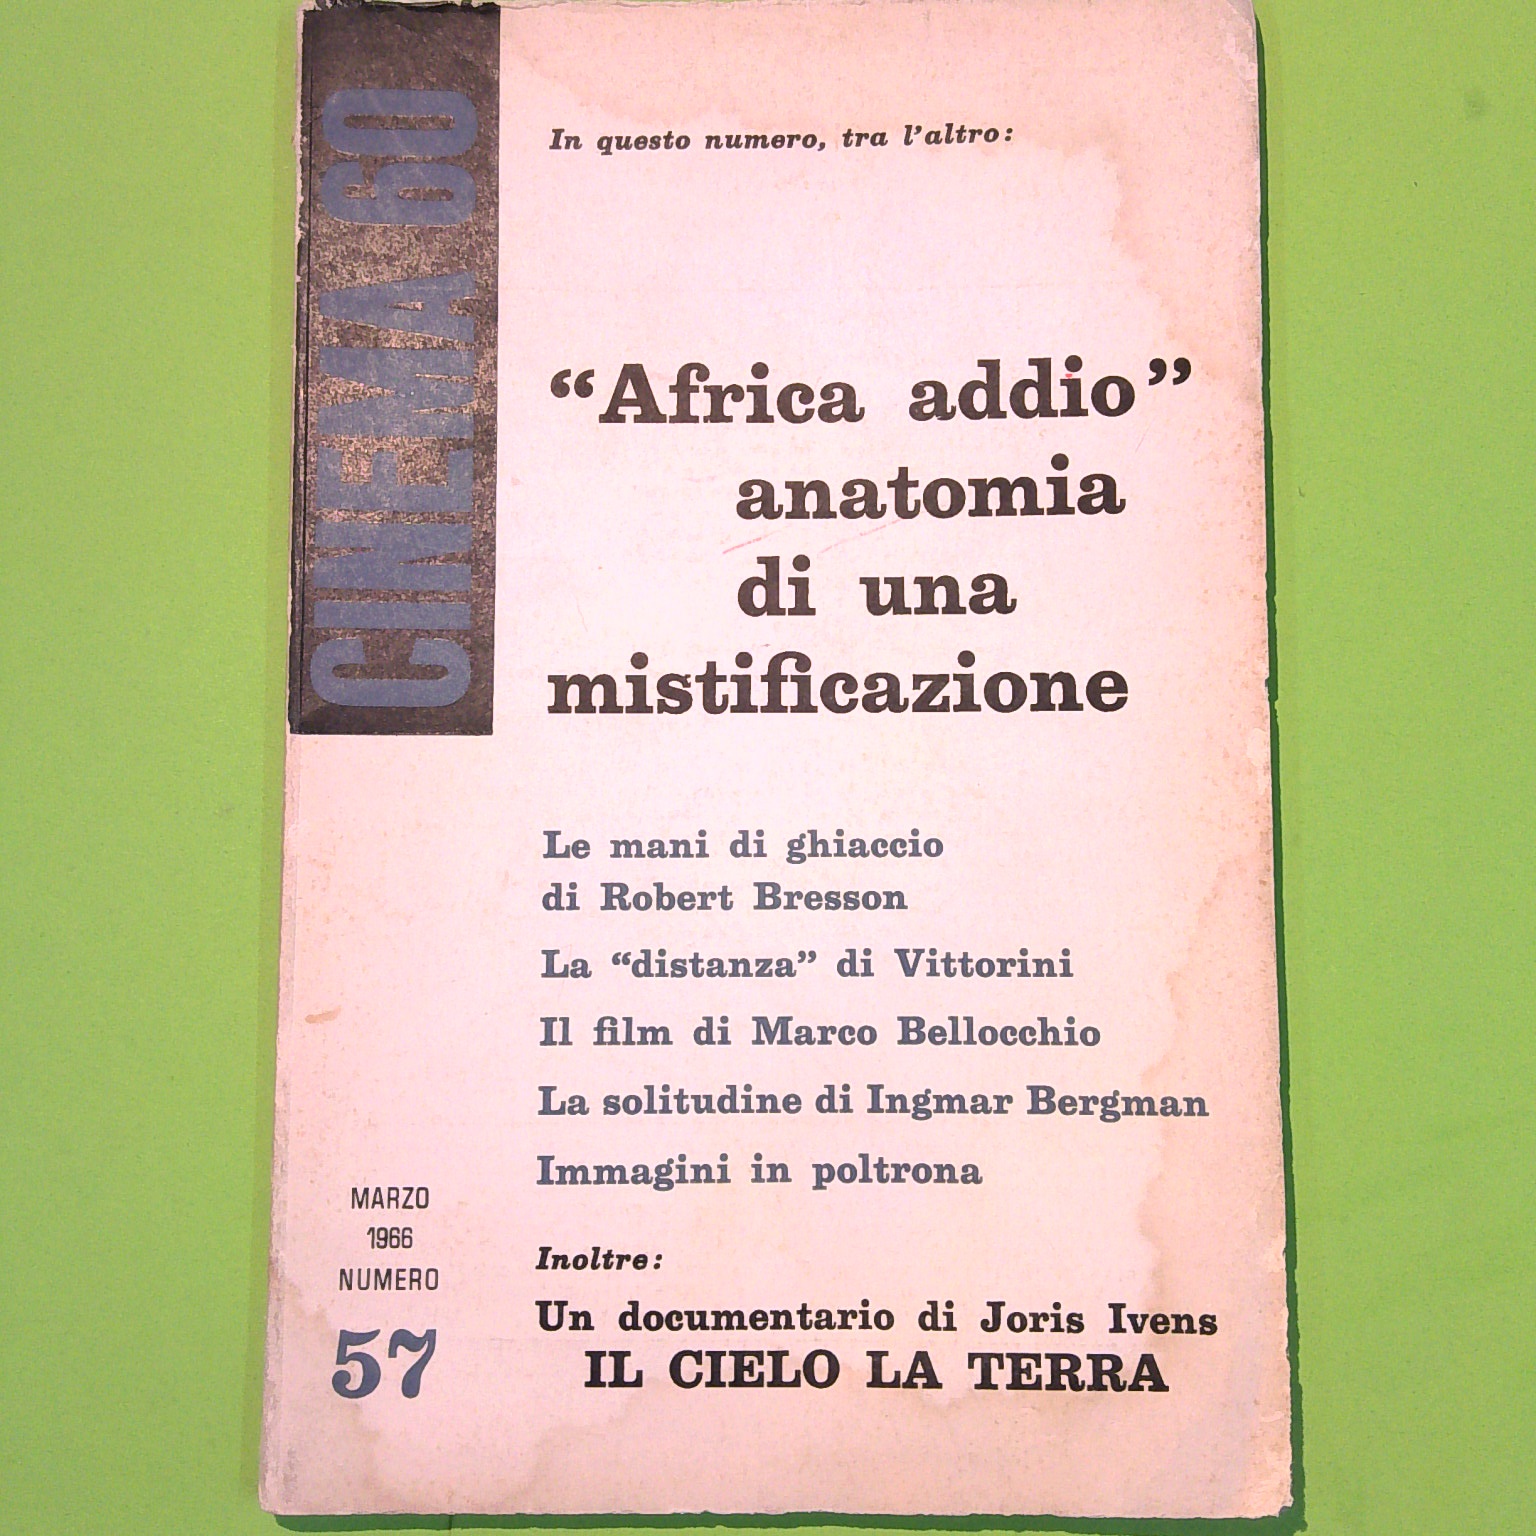 CINEMA 60
In questo numero, tra l'altro:
“Africa addio”
anatomia
di una
mistificazione
Le mani di ghiaccio
di Robert Bresson
La “distanza” di Vittorini
Il film di Marco Bellocchio
La solitudine di Ingmar Bergman
Immagini in poltrona
MARZO
1966
NUMERO
57
Inoltre:
Un documentario di Joris Ivens
IL CIELO LA TERRA